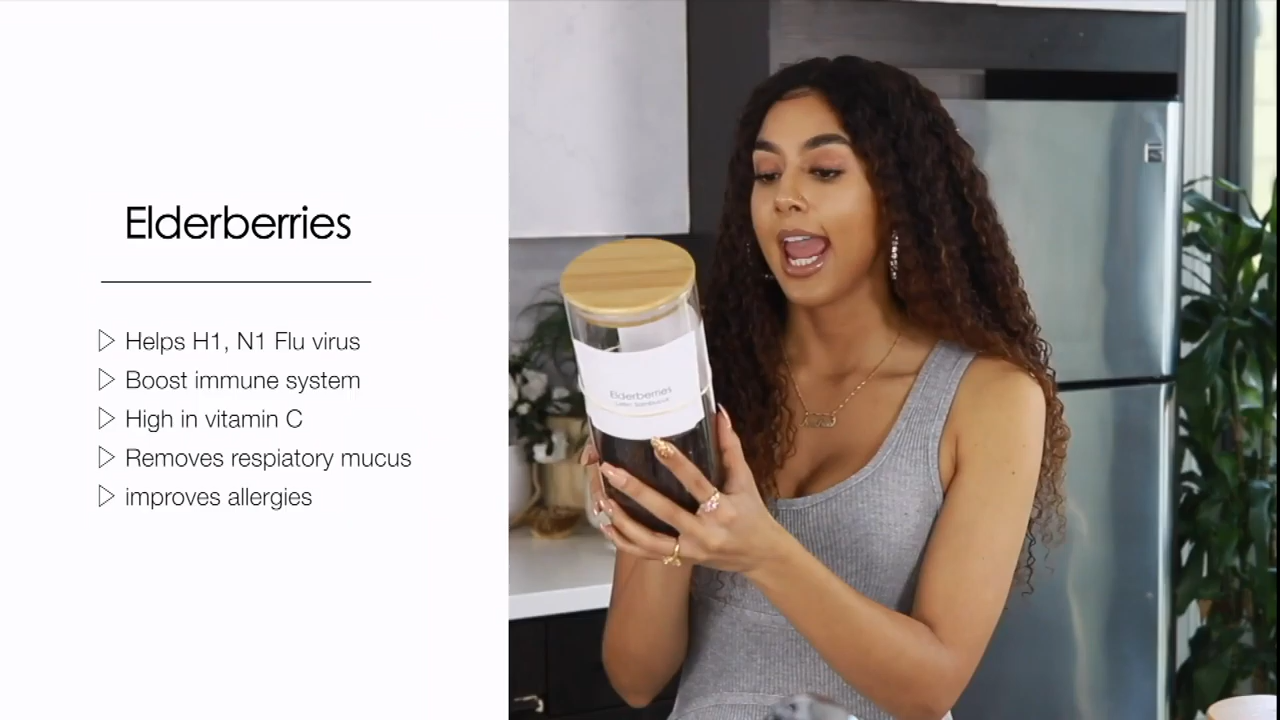 Elderberries
Helps H1, N1 Flu virus
Boost immune system
High in vitamin C
Removes respiatory mucus
improves allergies
Elderberries